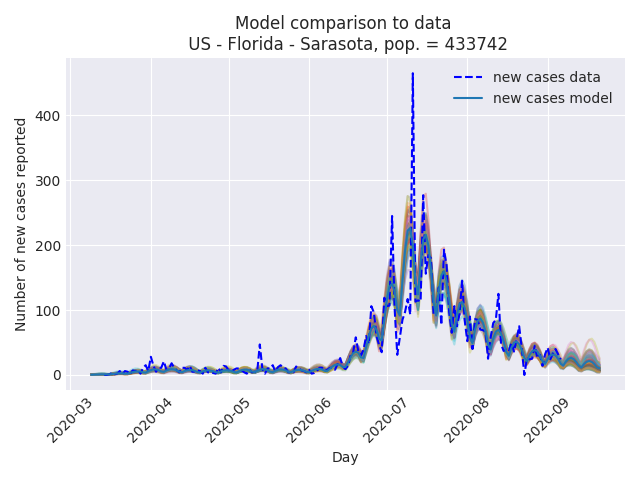 Model comparison to data
US - Florida - Sarasota, pop. = 433742
new cases data
new cases model
Number of new cases reported
400
300
200
100
0
2020-03
2020-04
2020-05
2020-06
2020-07
2020-08
2020-09
Day